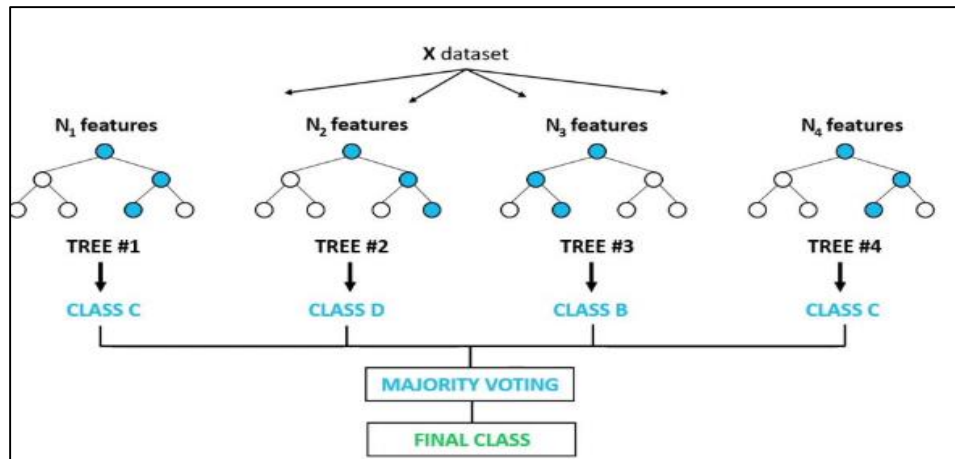 X dataset
N₁ features N₂ features N₃ features N₄ features
TREE #1 TREE #2 TREE #3 TREE #4
CLASS C CLASS D CLASS B CLASS C
MAJORITY VOTING
FINAL CLASS